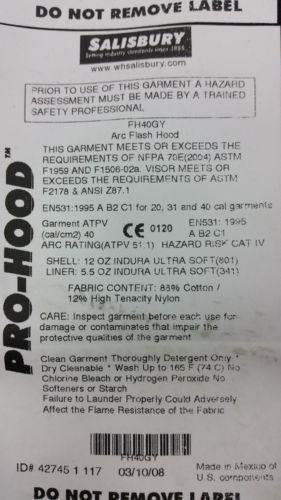 DO NOT REMOVE LABEL
SALISBURY
Setting industry standards since 1855.
www.whsalisbury.com
PRIOR TO USE OF THIS GARMENT A HAZARD
ASSESSMENT MUST BE MADE BY A TRAINED
SAFETY PROFESSIONAL
PRO-HOOD™
FH40GY
Arc Flash Hood
THIS GARMENT MEETS OR EXCEEDS THE
REQUIREMENTS OF NFPA 70E(2004) ASTM
F1959 AND F1506-02a. VISOR MEETS OR
EXCEEDS THE REQUIREMENTS OF ASTM
F2178 & ANSI Z87.1
EN531:1995 A B2 C1 for 20, 31 and 40 cal garments
Garment ATPV
(cal/cm2) 40
CE 0120
EN531: 1995
A B2 C1
ARC RATING(ATPV 51.1) HAZARD RISK CAT IV
SHELL: 12 OZ INDURA ULTRA SOFT(801)
LINER: 5.5 OZ INDURA ULTRA SOFT(341)
FABRIC CONTENT: 88% Cotton /
12% High Tenacity Nylon
CARE: Inspect garment before each use for
damage or contaminates that impair the
protective qualities of the garment
Clean Garment Thoroughly Detergent Only *
Dry Cleanable * Wash Up to 165 F (74 C) No
Chlorine Bleach or Hydrogen Peroxide No
Softeners or Starch
Failure to Launder Properly Could Adversely
Affect the Flame Resistance of the Fabric
FH40GY
ID# 42745 1 117 03/10/08
Made in Mexico of
U.S. components
DO NOT REMOVE LABEL